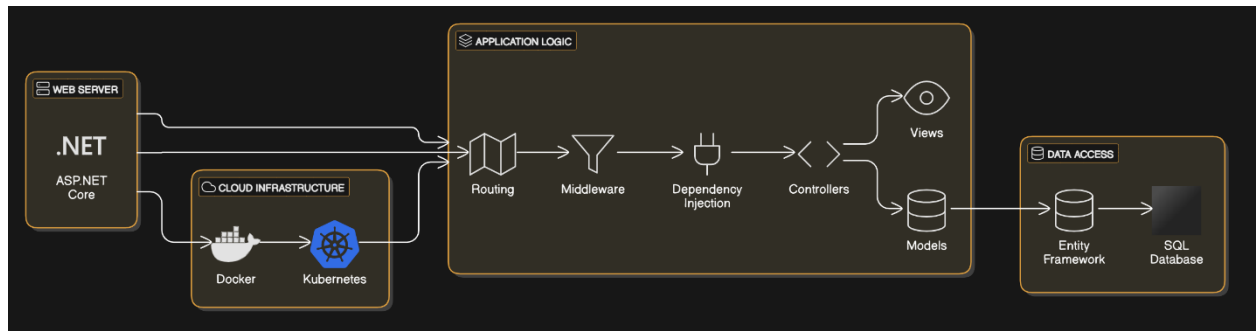 WEB SERVER
.NET
ASP.NET
Core
CLOUD INFRASTRUCTURE
Docker
Kubernetes
APPLICATION LOGIC
Routing
Middleware
Dependency
Injection
Controllers
Views
Models
DATA ACCESS
Entity
Framework
SQL
Database